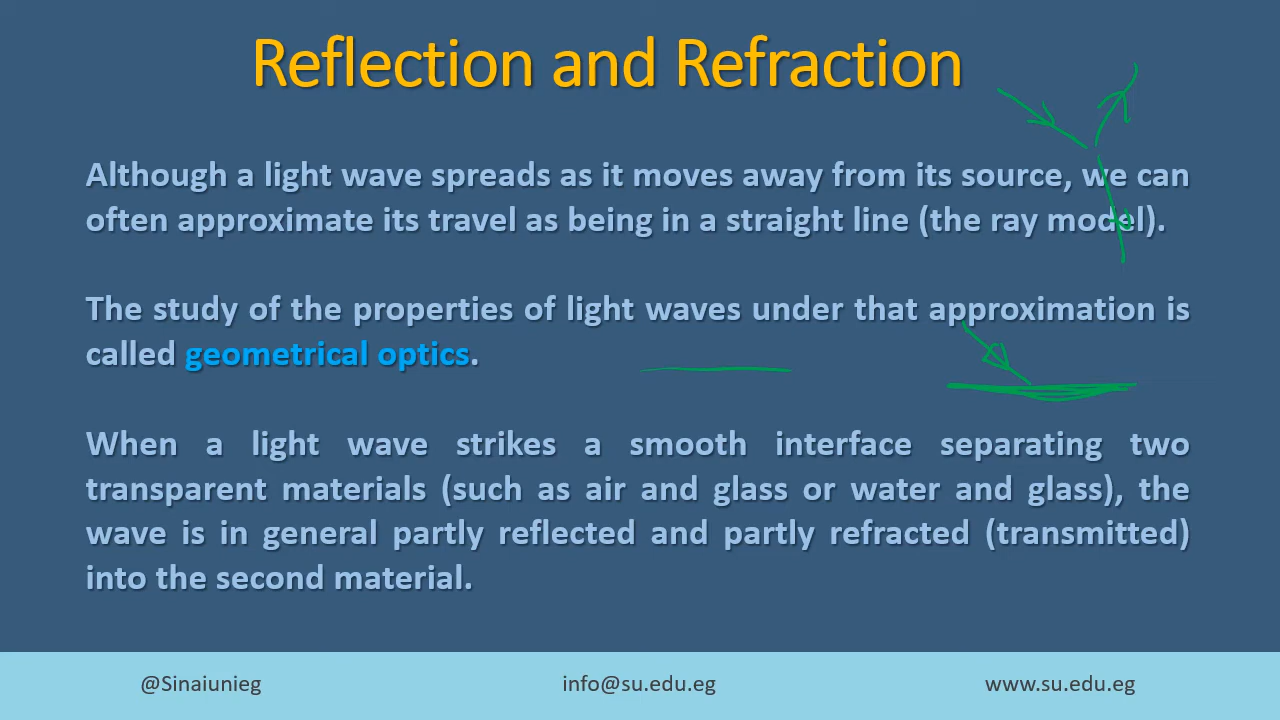 Reflection and Refraction
Although a light wave spreads as it moves away from its source, we can
often approximate its travel as being in a straight line (the ray model).
The study of the properties of light waves under that approximation is
called geometrical optics.
When a light wave strikes a smooth interface separating two
transparent materials (such as air and glass or water and glass), the
wave is in general partly reflected and partly refracted (transmitted)
into the second material.
@Sinaiunieg info@su.edu.eg www.su.edu.eg